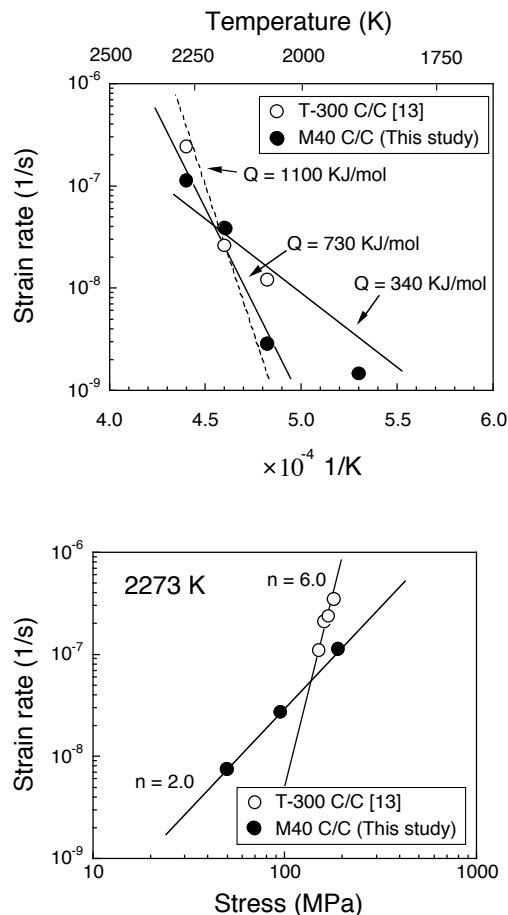 Temperature (K)
2500 2250 2000 1750
10-6
T-300 C/C [13]
M40 C/C (This study)
Q = 1100 KJ/mol
10-7
Q = 730 KJ/mol
Strain rate (1/s)
10-8
Q = 340 KJ/mol
10-9
4.0 4.5 5.0 5.5 6.0
×10-4 1/K
10-6
2273 K
n = 6.0
10-7
Strain rate (1/s)
10-8
n = 2.0
T-300 C/C [13]
M40 C/C (This study)
10-9
10 100 1000
Stress (MPa)